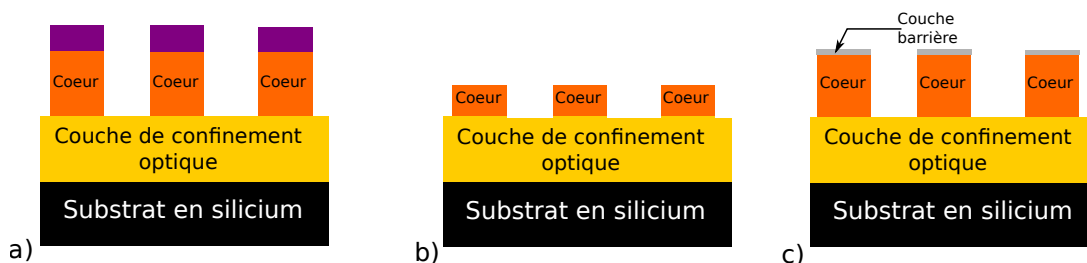 Coeur Coeur Coeur
Couche de confinement
optique
Substrat en silicium
a)
Coeur Coeur Coeur
Couche de confinement
optique
Substrat en silicium
b)
Couche
barrière
Coeur Coeur Coeur
Couche de confinement
optique
Substrat en silicium
c)